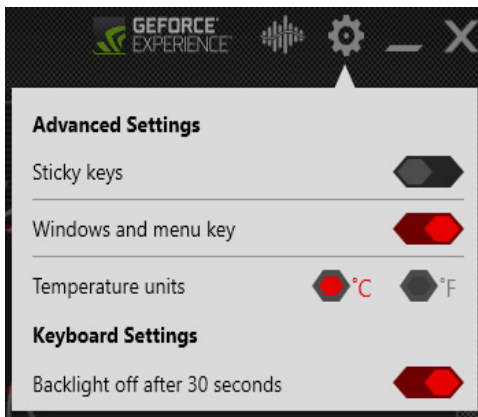 GEFORCE
EXPERIENCE
Advanced Settings
Sticky keys
Windows and menu key
Temperature units °C °F
Keyboard Settings
Backlight off after 30 seconds